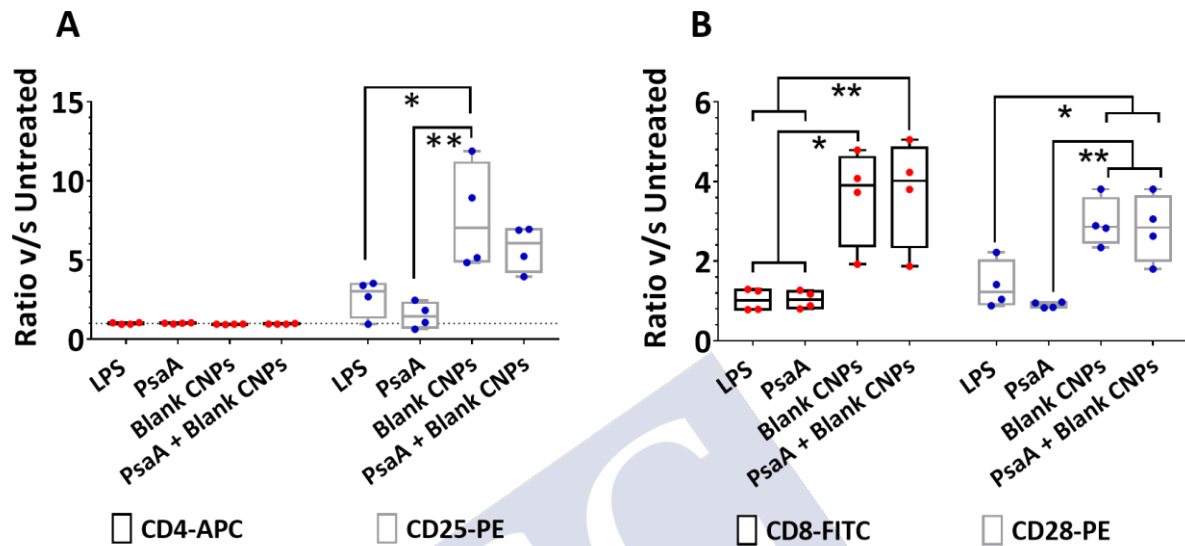 A
Ratio v/s Untreated
15
10
5
0
*
**
LPS
PsaA
Blank CNPs
PsaA + Blank CNPs
LPS
PsaA
Blank CNPs
PsaA + Blank CNPs
CD4-APC
CD25-PE
B
Ratio v/s Untreated
6
4
2
0
**
*
*
**
LPS
PsaA
Blank CNPs
PsaA + Blank CNPs
LPS
PsaA
Blank CNPs
PsaA + Blank CNPs
CD8-FITC
CD28-PE